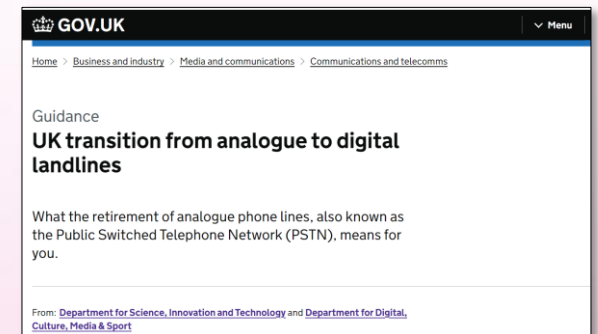 GOV.UK
Menu
Home > Business and industry > Media and communications > Communications and telecomms
Guidance
UK transition from analogue to digital
landlines
What the retirement of analogue phone lines, also known as
the Public Switched Telephone Network (PSTN), means for
you.
From: Department for Science, Innovation and Technology and Department for Digital,
Culture, Media & Sport